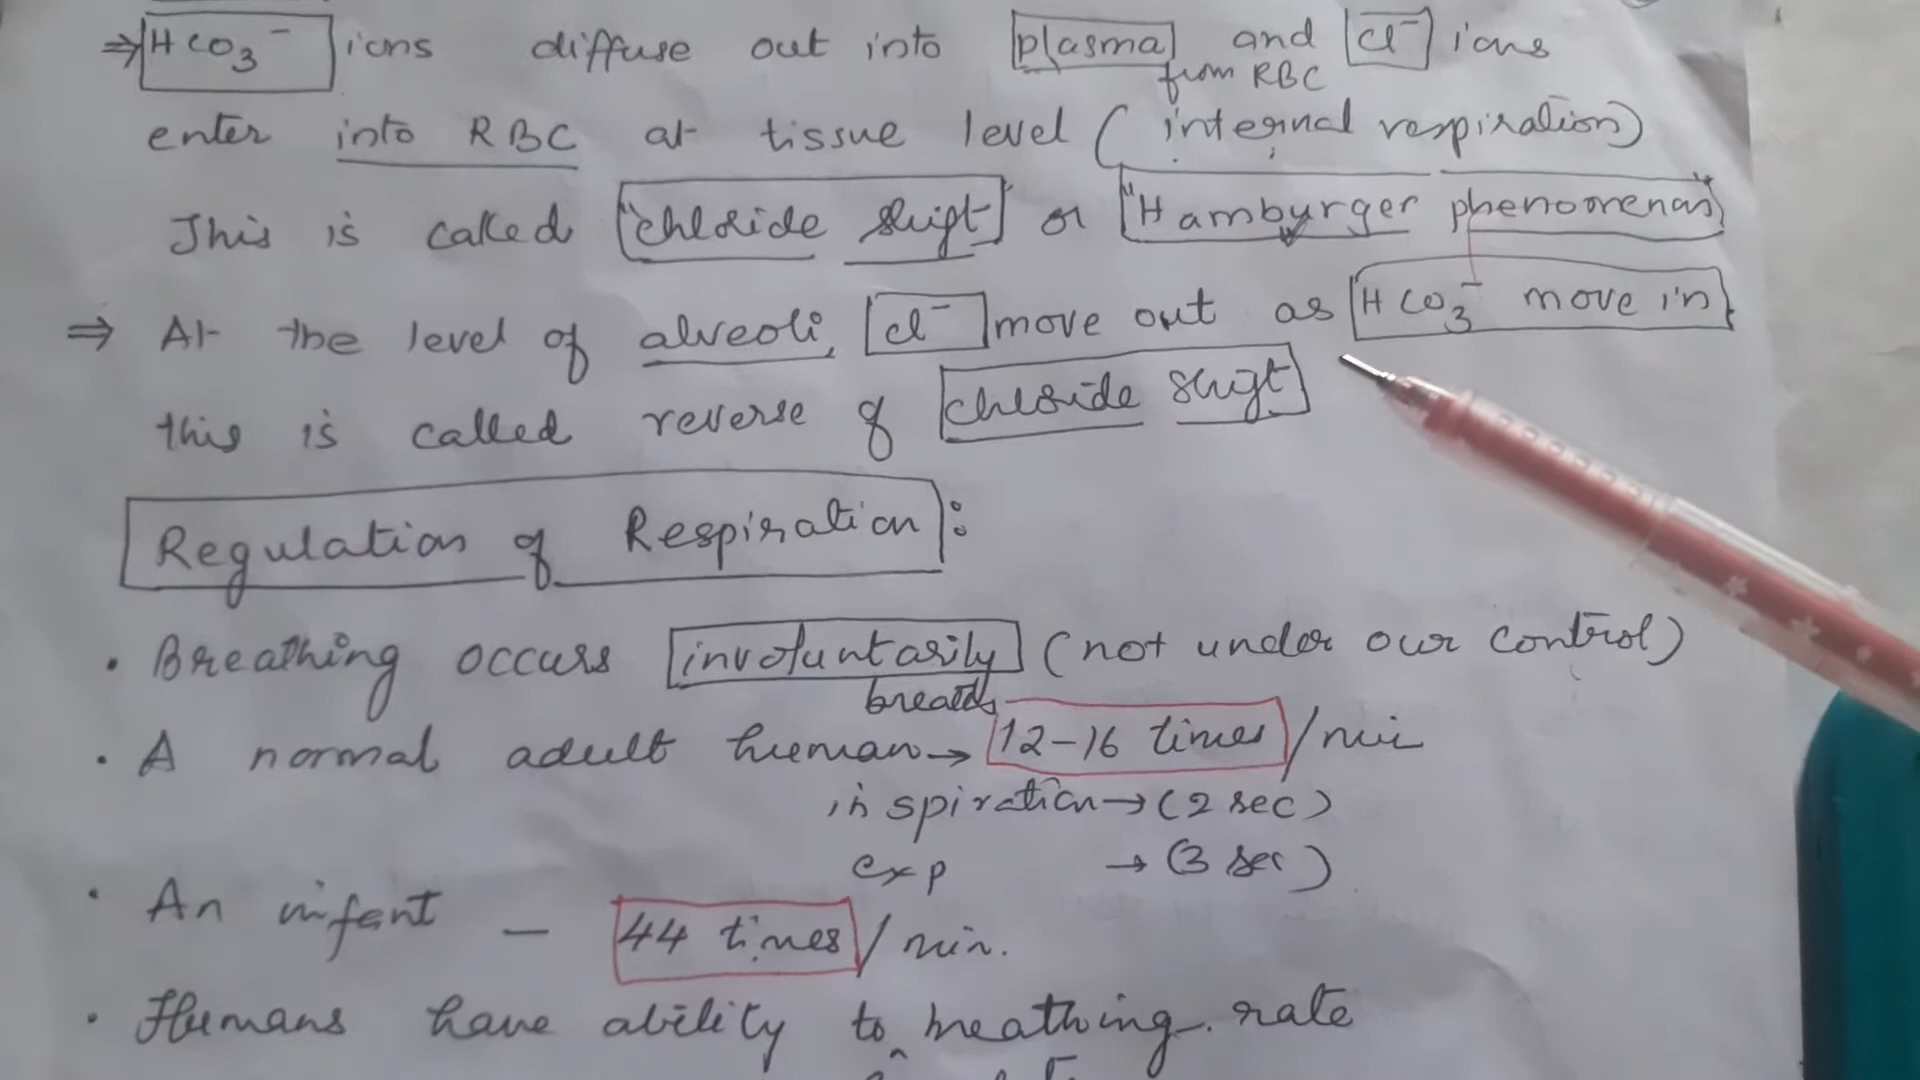 ⇒ HCO3⁻ ions diffuse out into plasma and Cl⁻ ions
from RBC
enter into RBC at tissue level (internal respiration)
This is called "chloride shift" or "Hamburger phenomenon"
⇒ At the level of alveoli, Cl⁻ move out as HCO3⁻ move in
this is called reverse of chloride shift
Regulation of Respiration:
• Breathing occurs involuntarily (not under our control)
breaths
• A normal adult human → 12-16 times/min
inspiration → (2 sec)
exp → (3 sec)
• An infant - 44 times/min.
• Humans have ability to breathing rate